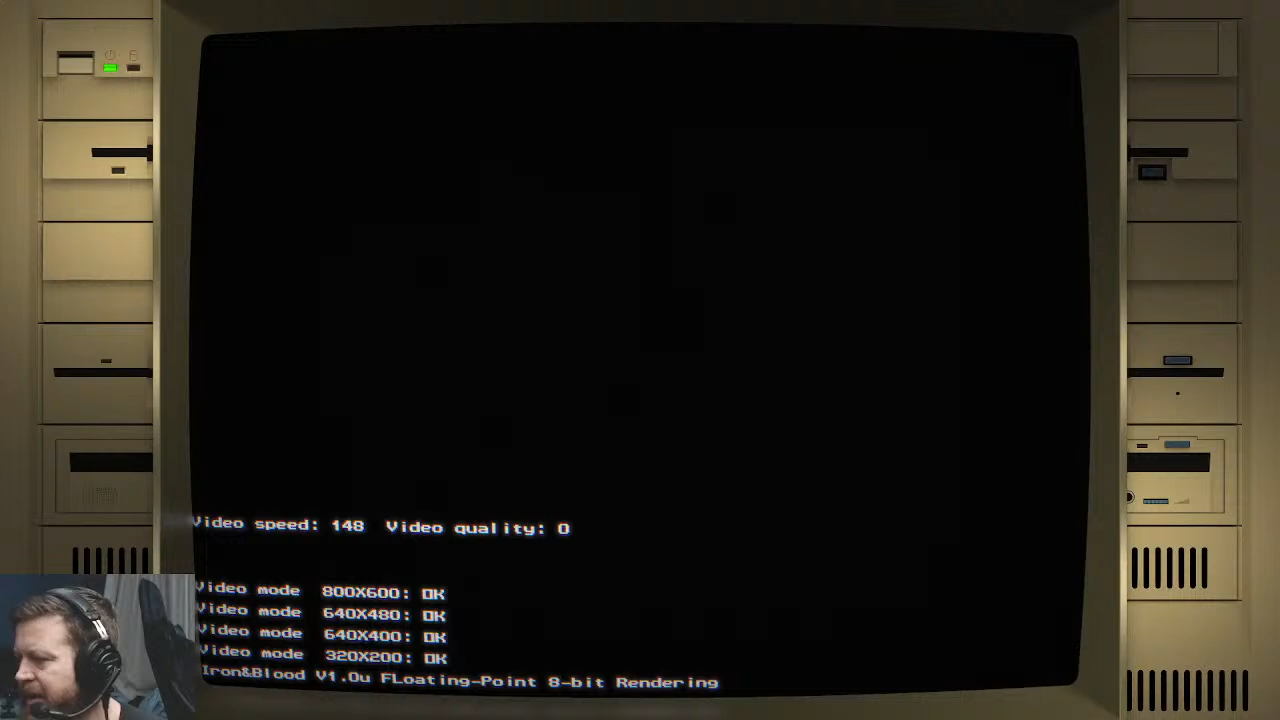 Video speed: 148  Video quality: 0
Video mode  800X600: OK
Video mode  640X480: OK
Video mode  640X400: OK
Video mode  320X200: OK
Iron&Blood V1.0u FLoating-Point 8-bit Rendering